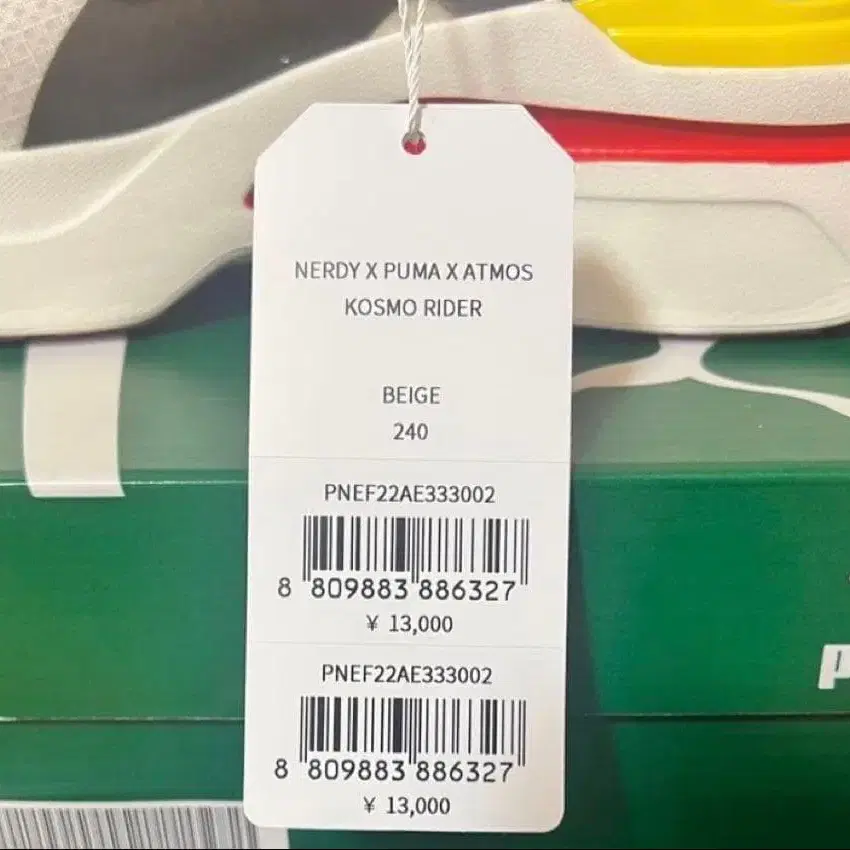 NERDY X PUMA X ATMOS
KOSMO RIDER
BEIGE
240
PNEF22AE333002
8 809883 886327
¥ 13,000
PNEF22AE333002
8 809883 886327
¥ 13,000